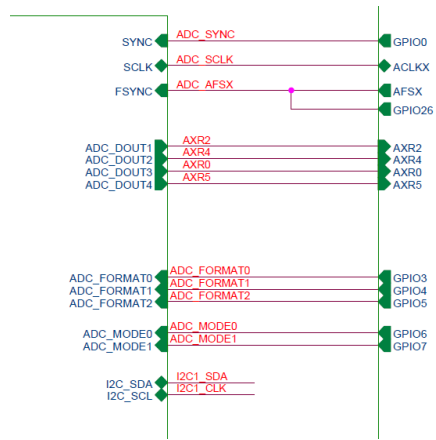 SYNC ADC_SYNC GPIO0
SCLK ADC_SCLK ACLKX
FSYNC ADC_AFSX AFSX
GPIO26
ADC_DOUT1 AXR2 AXR2
ADC_DOUT2 AXR4 AXR4
ADC_DOUT3 AXR0 AXR0
ADC_DOUT4 AXR5 AXR5
ADC_FORMAT0 ADC_FORMAT0 GPIO3
ADC_FORMAT1 ADC_FORMAT1 GPIO4
ADC_FORMAT2 ADC_FORMAT2 GPIO5
ADC_MODE0 ADC_MODE0 GPIO6
ADC_MODE1 ADC_MODE1 GPIO7
I2C_SDA I2C1_SDA
I2C_SCL I2C1_CLK